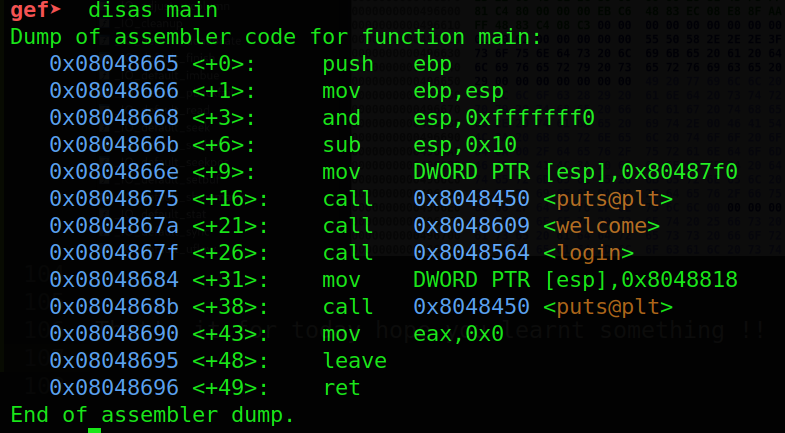 gef➤  disas main
Dump of assembler code for function main:
   0x08048665 <+0>:     push   ebp
   0x08048666 <+1>:     mov    ebp,esp
   0x08048668 <+3>:     and    esp,0xfffffff0
   0x0804866b <+6>:     sub    esp,0x10
   0x0804866e <+9>:     mov    DWORD PTR [esp],0x80487f0
   0x08048675 <+16>:    call   0x8048450 <puts@plt>
   0x0804867a <+21>:    call   0x8048609 <welcome>
   0x0804867f <+26>:    call   0x8048564 <login>
   0x08048684 <+31>:    mov    DWORD PTR [esp],0x8048818
   0x0804868b <+38>:    call   0x8048450 <puts@plt>
   0x08048690 <+43>:    mov    eax,0x0
   0x08048695 <+48>:    leave
   0x08048696 <+49>:    ret
End of assembler dump.